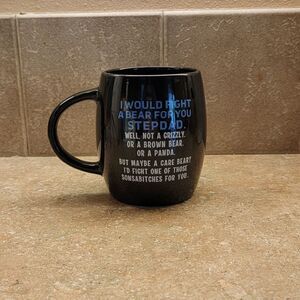 I WOULD FIGHT
A BEAR FOR YOU
STEPDAD.
WELL, NOT A GRIZZLY,
OR A BROWN BEAR,
OR A PANDA.
BUT MAYBE A CARE BEAR?
I'D FIGHT ONE OF THOSE
SONSABITCHES FOR YOU.